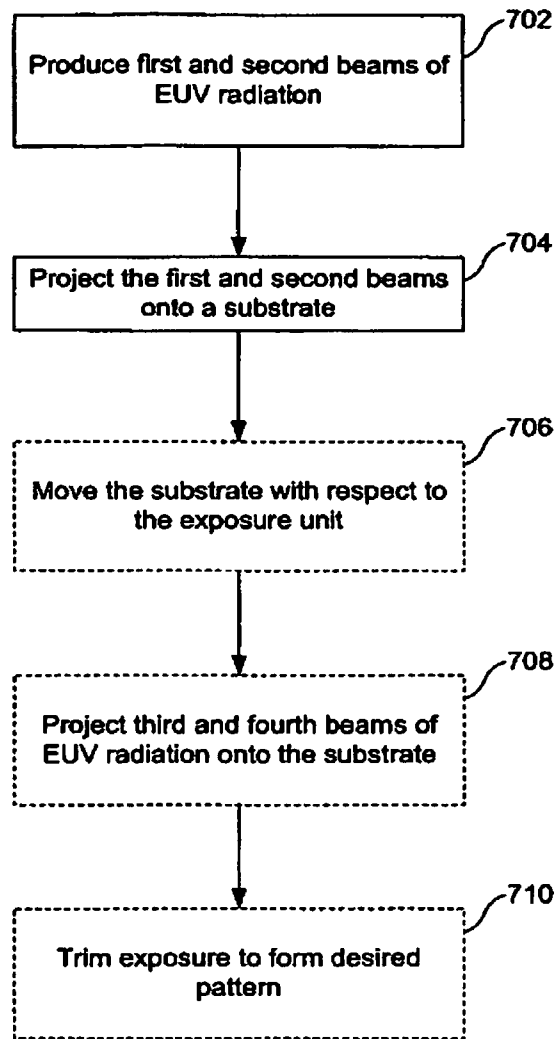 702
Produce first and second beams of
EUV radiation
704
Project the first and second beams
onto a substrate
706
Move the substrate with respect to
the exposure unit
708
Project third and fourth beams of
EUV radiation onto the substrate
710
Trim exposure to form desired
pattern